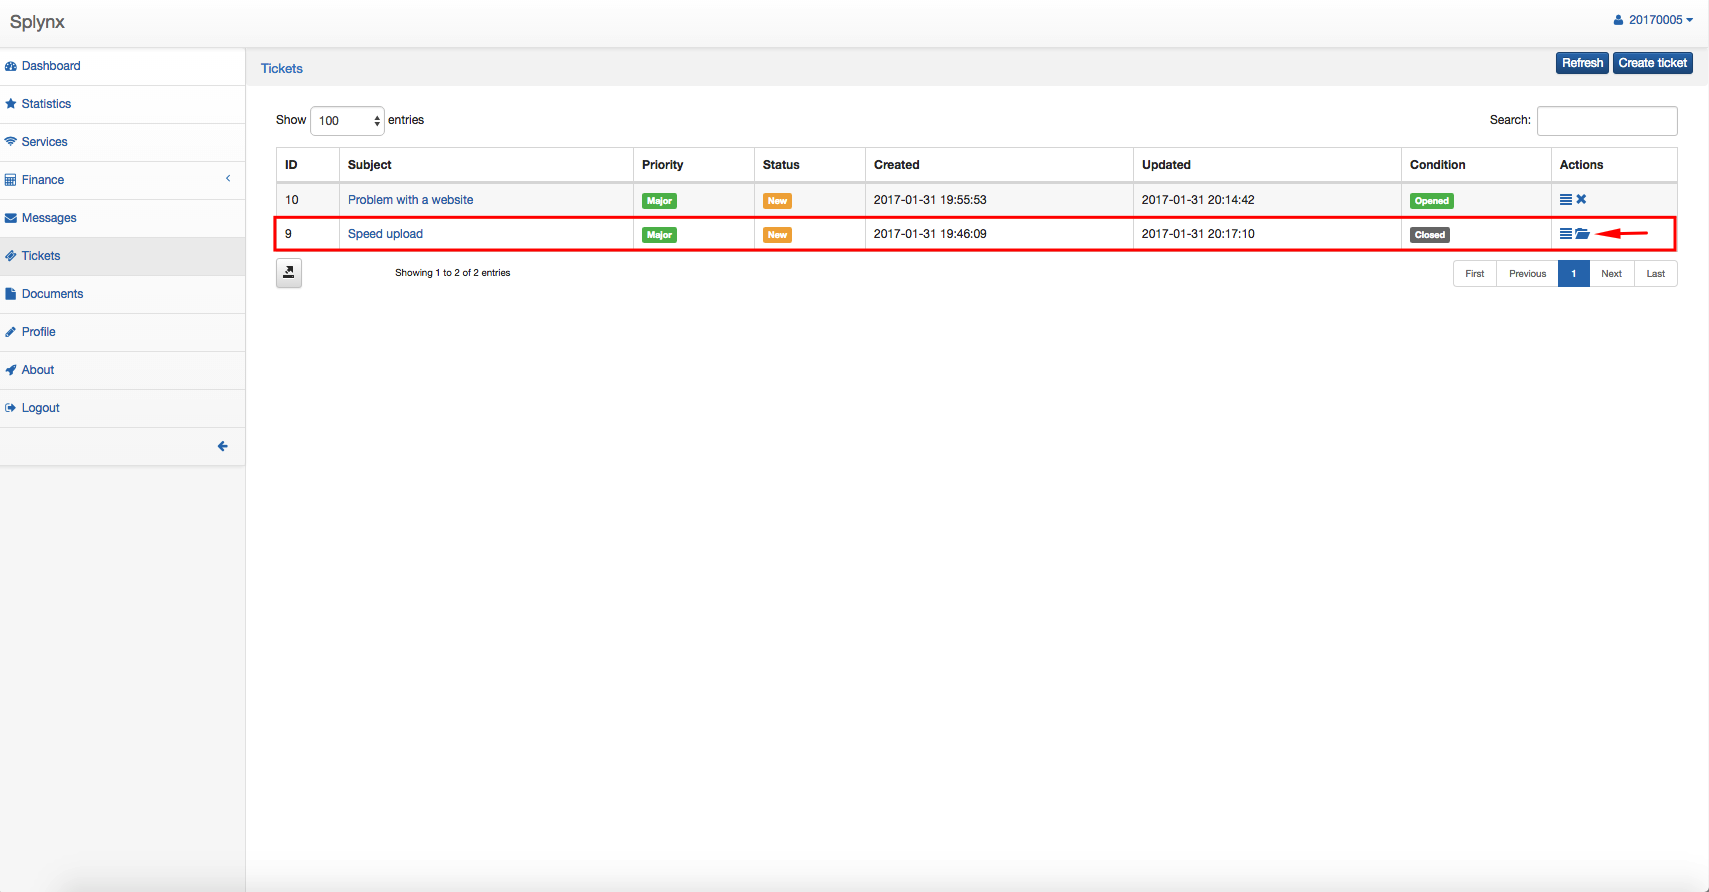 Splynx
20170005
Dashboard
Statistics
Services
Finance
Messages
Tickets
Documents
Profile
About
Logout
Tickets
Refresh Create ticket
Show 100 entries Search:
ID Subject Priority Status Created Updated Condition Actions
10 Problem with a website Major New 2017-01-31 19:55:53 2017-01-31 20:14:42 Opened
9 Speed upload Major New 2017-01-31 19:46:09 2017-01-31 20:17:10 Closed
Showing 1 to 2 of 2 entries First Previous 1 Next Last